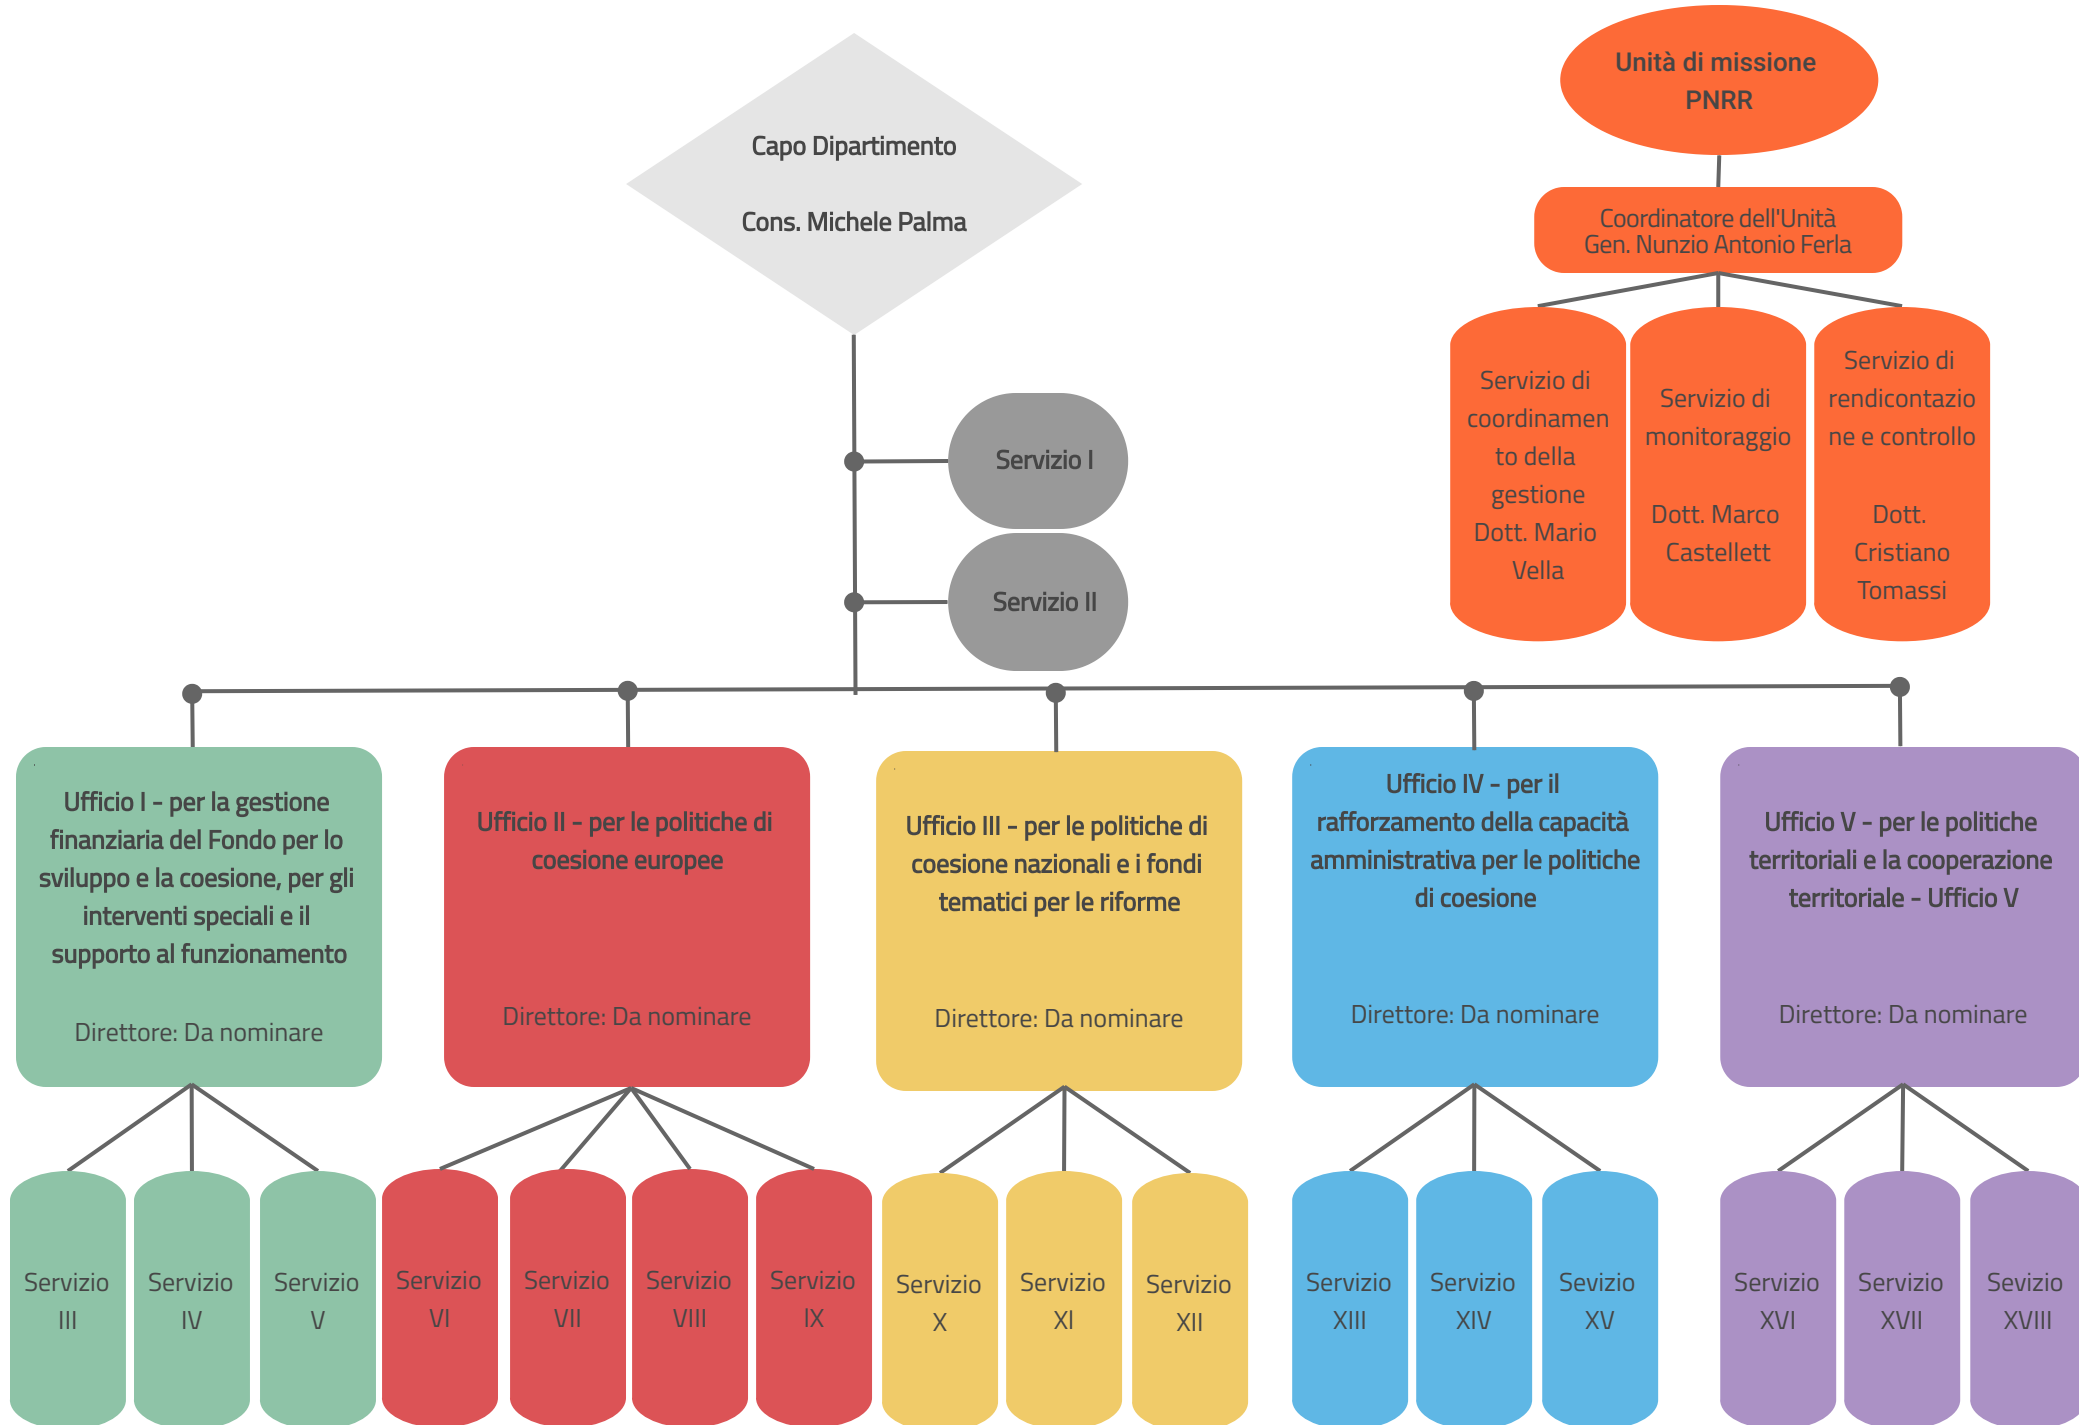 Capo Dipartimento
Cons. Michele Palma
Unità di missione
PNRR
Coordinatore dell'Unità
Gen. Nunzio Antonio Ferla
Servizio di
coordinamen
to della
gestione
Dott. Mario
Vella
Servizio di
monitoraggio
Dott. Marco
Castellett
Servizio di
rendicontazio
ne e controllo
Dott.
Cristiano
Tomassi
Servizio I
Servizio II
Ufficio I - per la gestione
finanziaria del Fondo per lo
sviluppo e la coesione, per gli
interventi speciali e il
supporto al funzionamento
Direttore: Da nominare
Ufficio II - per le politiche di
coesione europee
Direttore: Da nominare
Ufficio III - per le politiche di
coesione nazionali e i fondi
tematici per le riforme
Direttore: Da nominare
Ufficio IV - per il
rafforzamento della capacità
amministrativa per le politiche
di coesione
Direttore: Da nominare
Ufficio V - per le politiche
territoriali e la cooperazione
territoriale - Ufficio V
Direttore: Da nominare
Servizio
III
Servizio
IV
Servizio
V
Servizio
VI
Servizio
VII
Servizio
VIII
Servizio
IX
Servizio
X
Servizio
XI
Servizio
XII
Servizio
XIII
Servizio
XIV
Sevizio
XV
Servizio
XVI
Servizio
XVII
Sevizio
XVIII